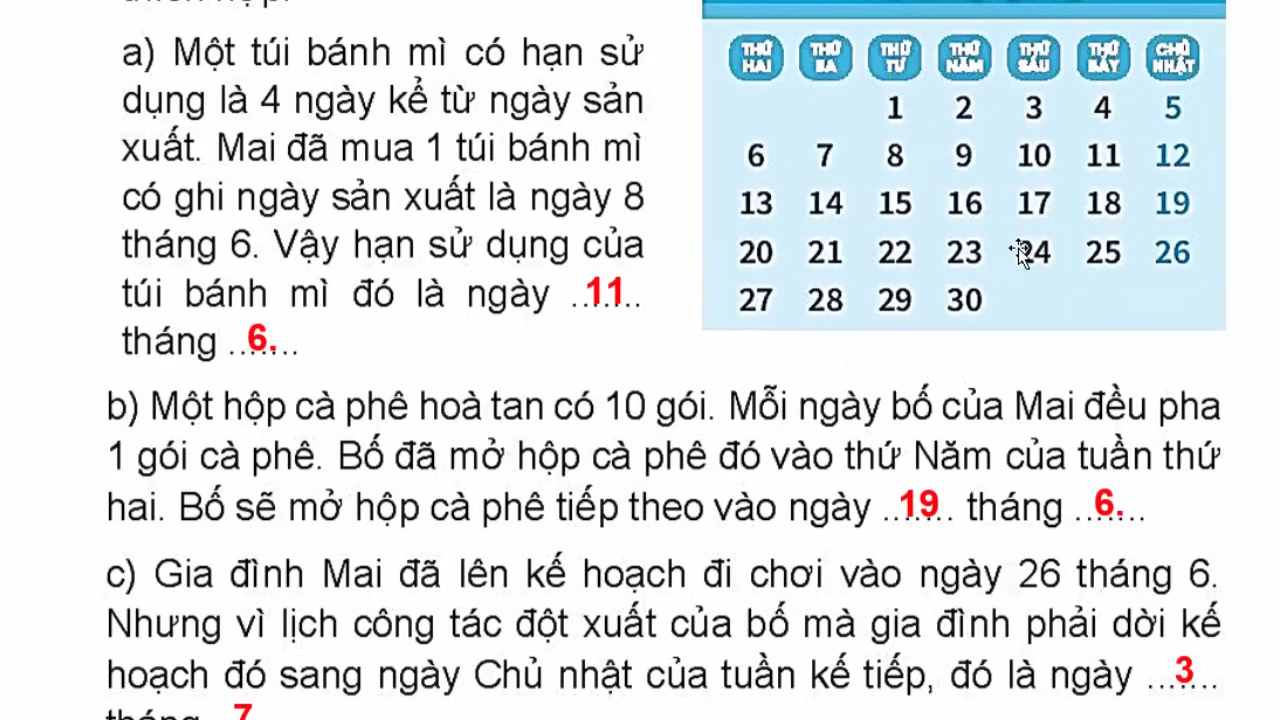 a) Một túi bánh mì có hạn sử
dụng là 4 ngày kể từ ngày sản
xuất. Mai đã mua 1 túi bánh mì
có ghi ngày sản xuất là ngày 8
tháng 6. Vậy hạn sử dụng của
túi bánh mì đó là ngày ..11..
tháng ..6...
THỨ HAI THỨ BA THỨ TƯ THỨ NĂM THỨ SÁU THỨ BẢY CHỦ NHẬT
1 2 3 4 5
6 7 8 9 10 11 12
13 14 15 16 17 18 19
20 21 22 23 24 25 26
27 28 29 30
b) Một hộp cà phê hoà tan có 10 gói. Mỗi ngày bố của Mai đều pha
1 gói cà phê. Bố đã mở hộp cà phê đó vào thứ Năm của tuần thứ
hai. Bố sẽ mở hộp cà phê tiếp theo vào ngày ..19.. tháng ..6...
c) Gia đình Mai đã lên kế hoạch đi chơi vào ngày 26 tháng 6.
Nhưng vì lịch công tác đột xuất của bố mà gia đình phải dời kế
hoạch đó sang ngày Chủ nhật của tuần kế tiếp, đó là ngày ...3...
tháng 7